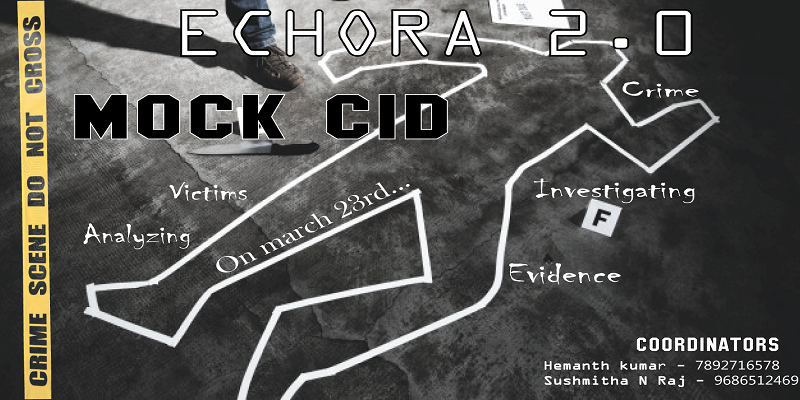 ECHORA 2.0
MOCK CID
CRIME SCENE DO NOT CROSS
Crime
Victims
Investigating
Analyzing
On march 23rd...
F
Evidence
COORDINATORS
Hemanth kumar - 7892716578
Sushmitha N Raj - 9686512469